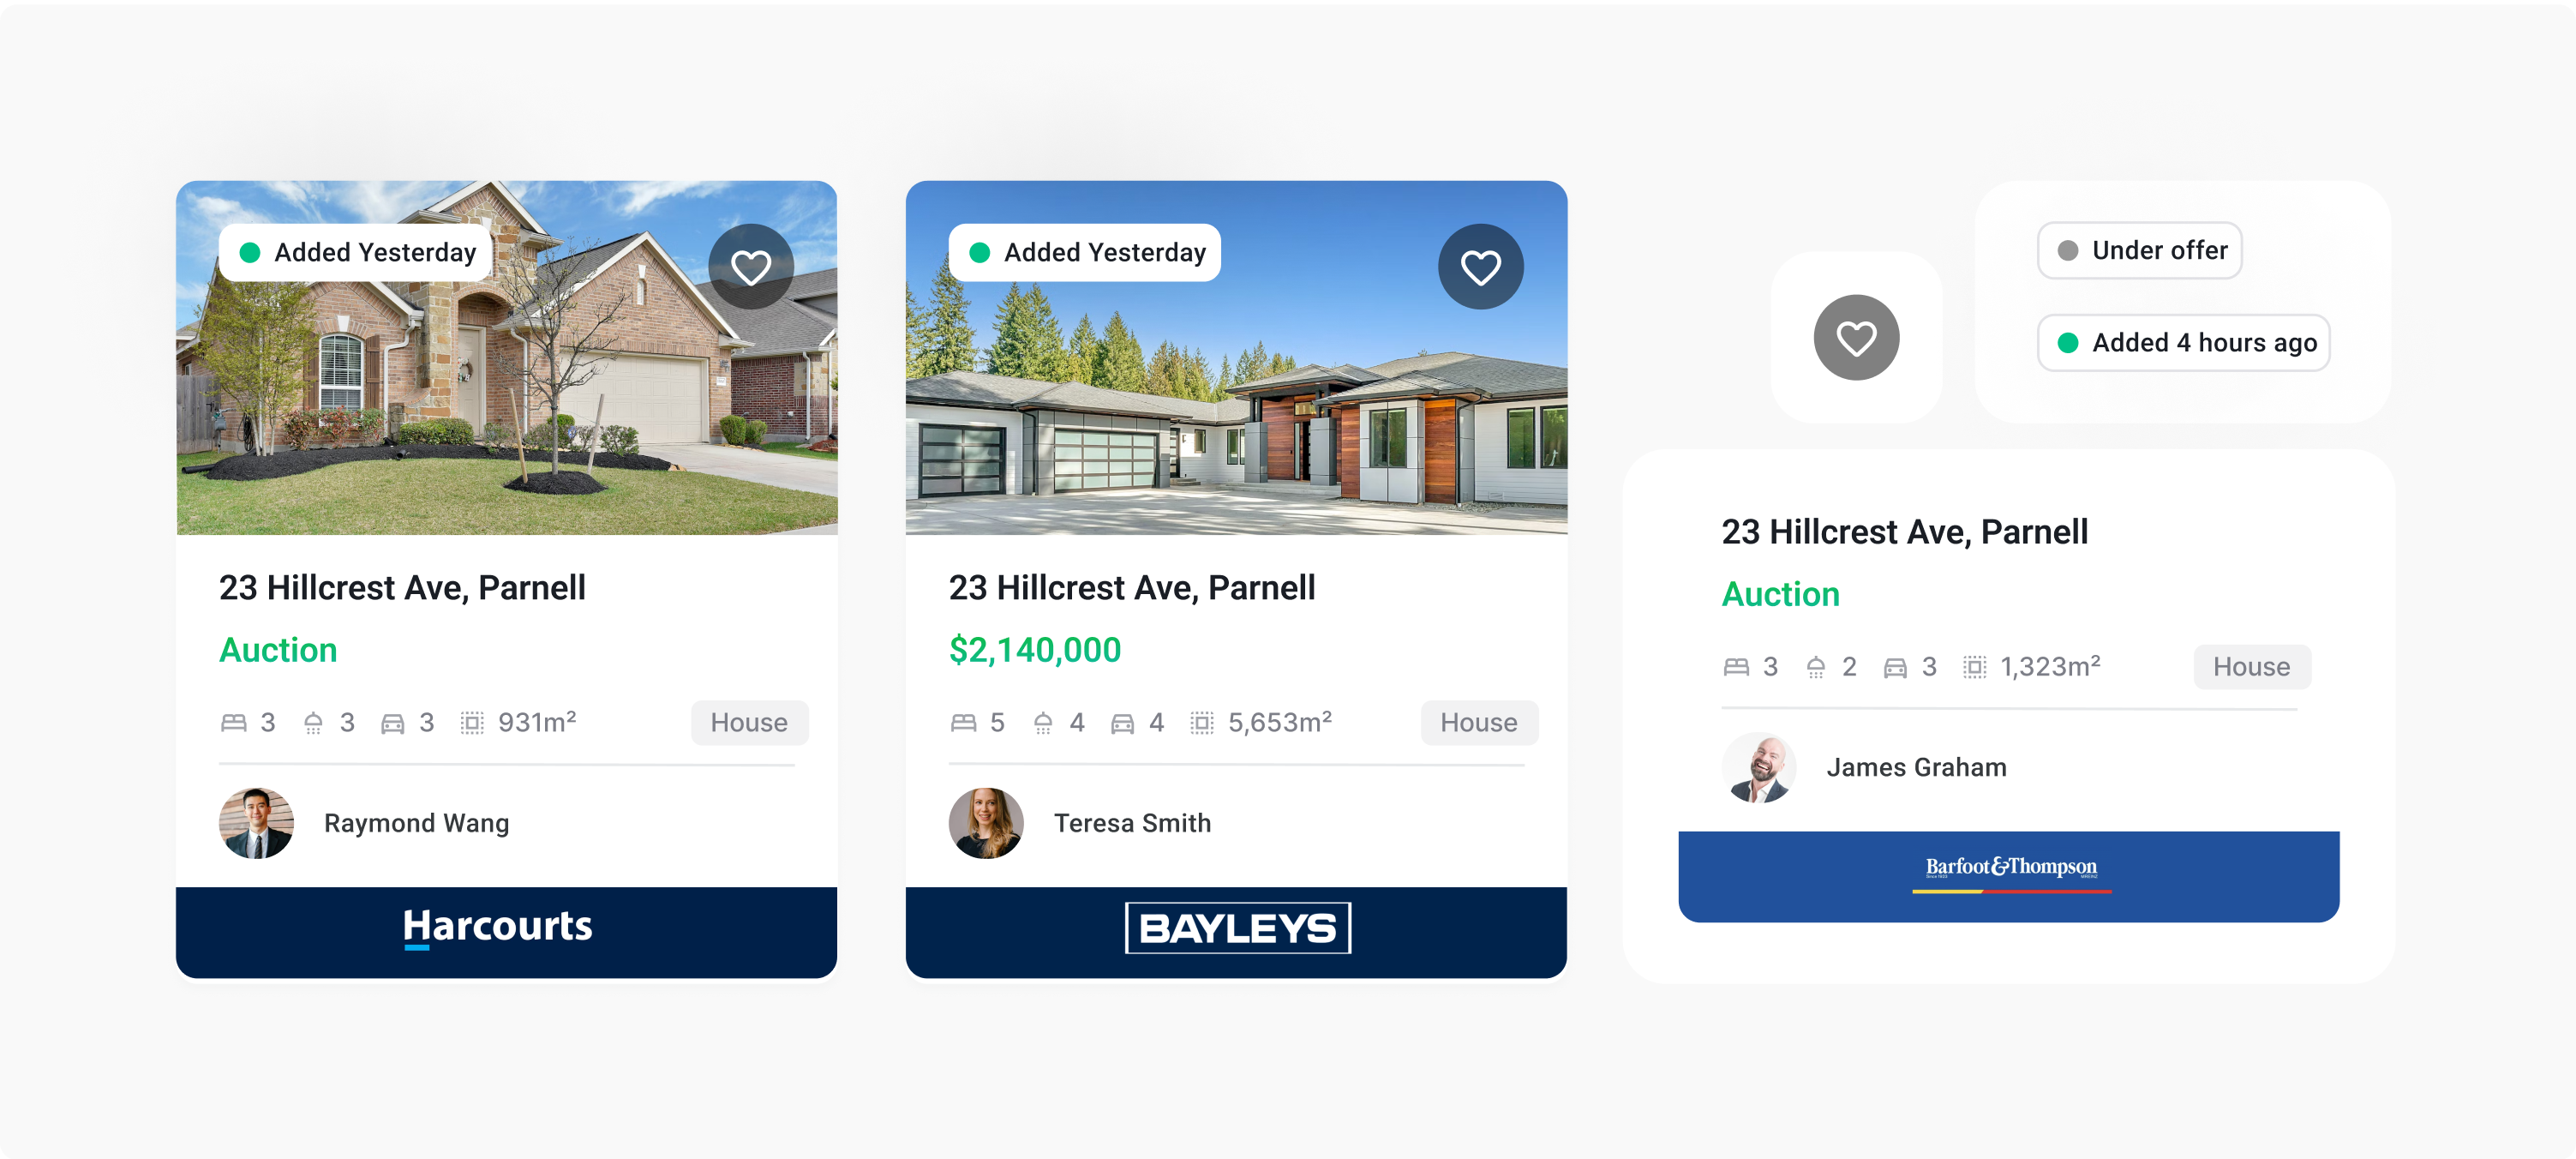 Added Yesterday
23 Hillcrest Ave, Parnell
Auction
3 3 3 931m² House
Raymond Wang
Harcourts
Added Yesterday
23 Hillcrest Ave, Parnell
$2,140,000
5 4 4 5,653m² House
Teresa Smith
BAYLEYS
Under offer
Added 4 hours ago
23 Hillcrest Ave, Parnell
Auction
3 2 3 1,323m² House
James Graham
Barfoot&Thompson
Since 1923